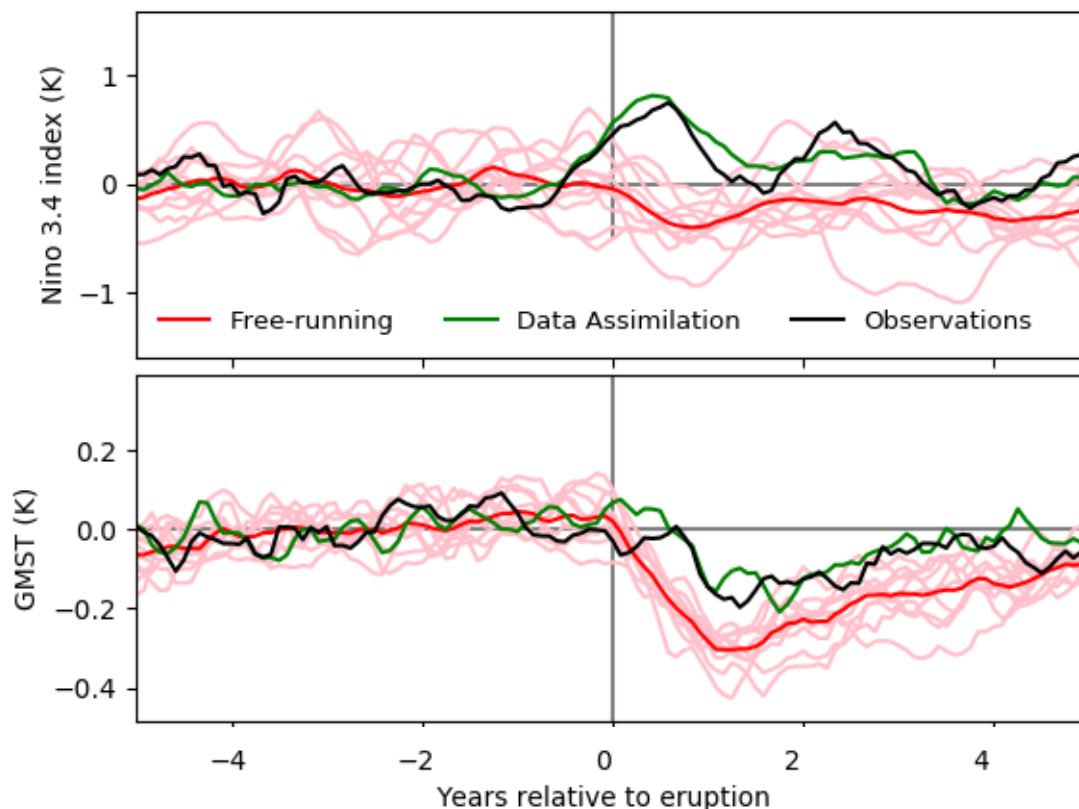 Nino 3.4 index (K)
1
0
−1
Free-running Data Assimilation Observations
GMST (K)
0.2
0.0
−0.2
−0.4
−4 −2 0 2 4
Years relative to eruption